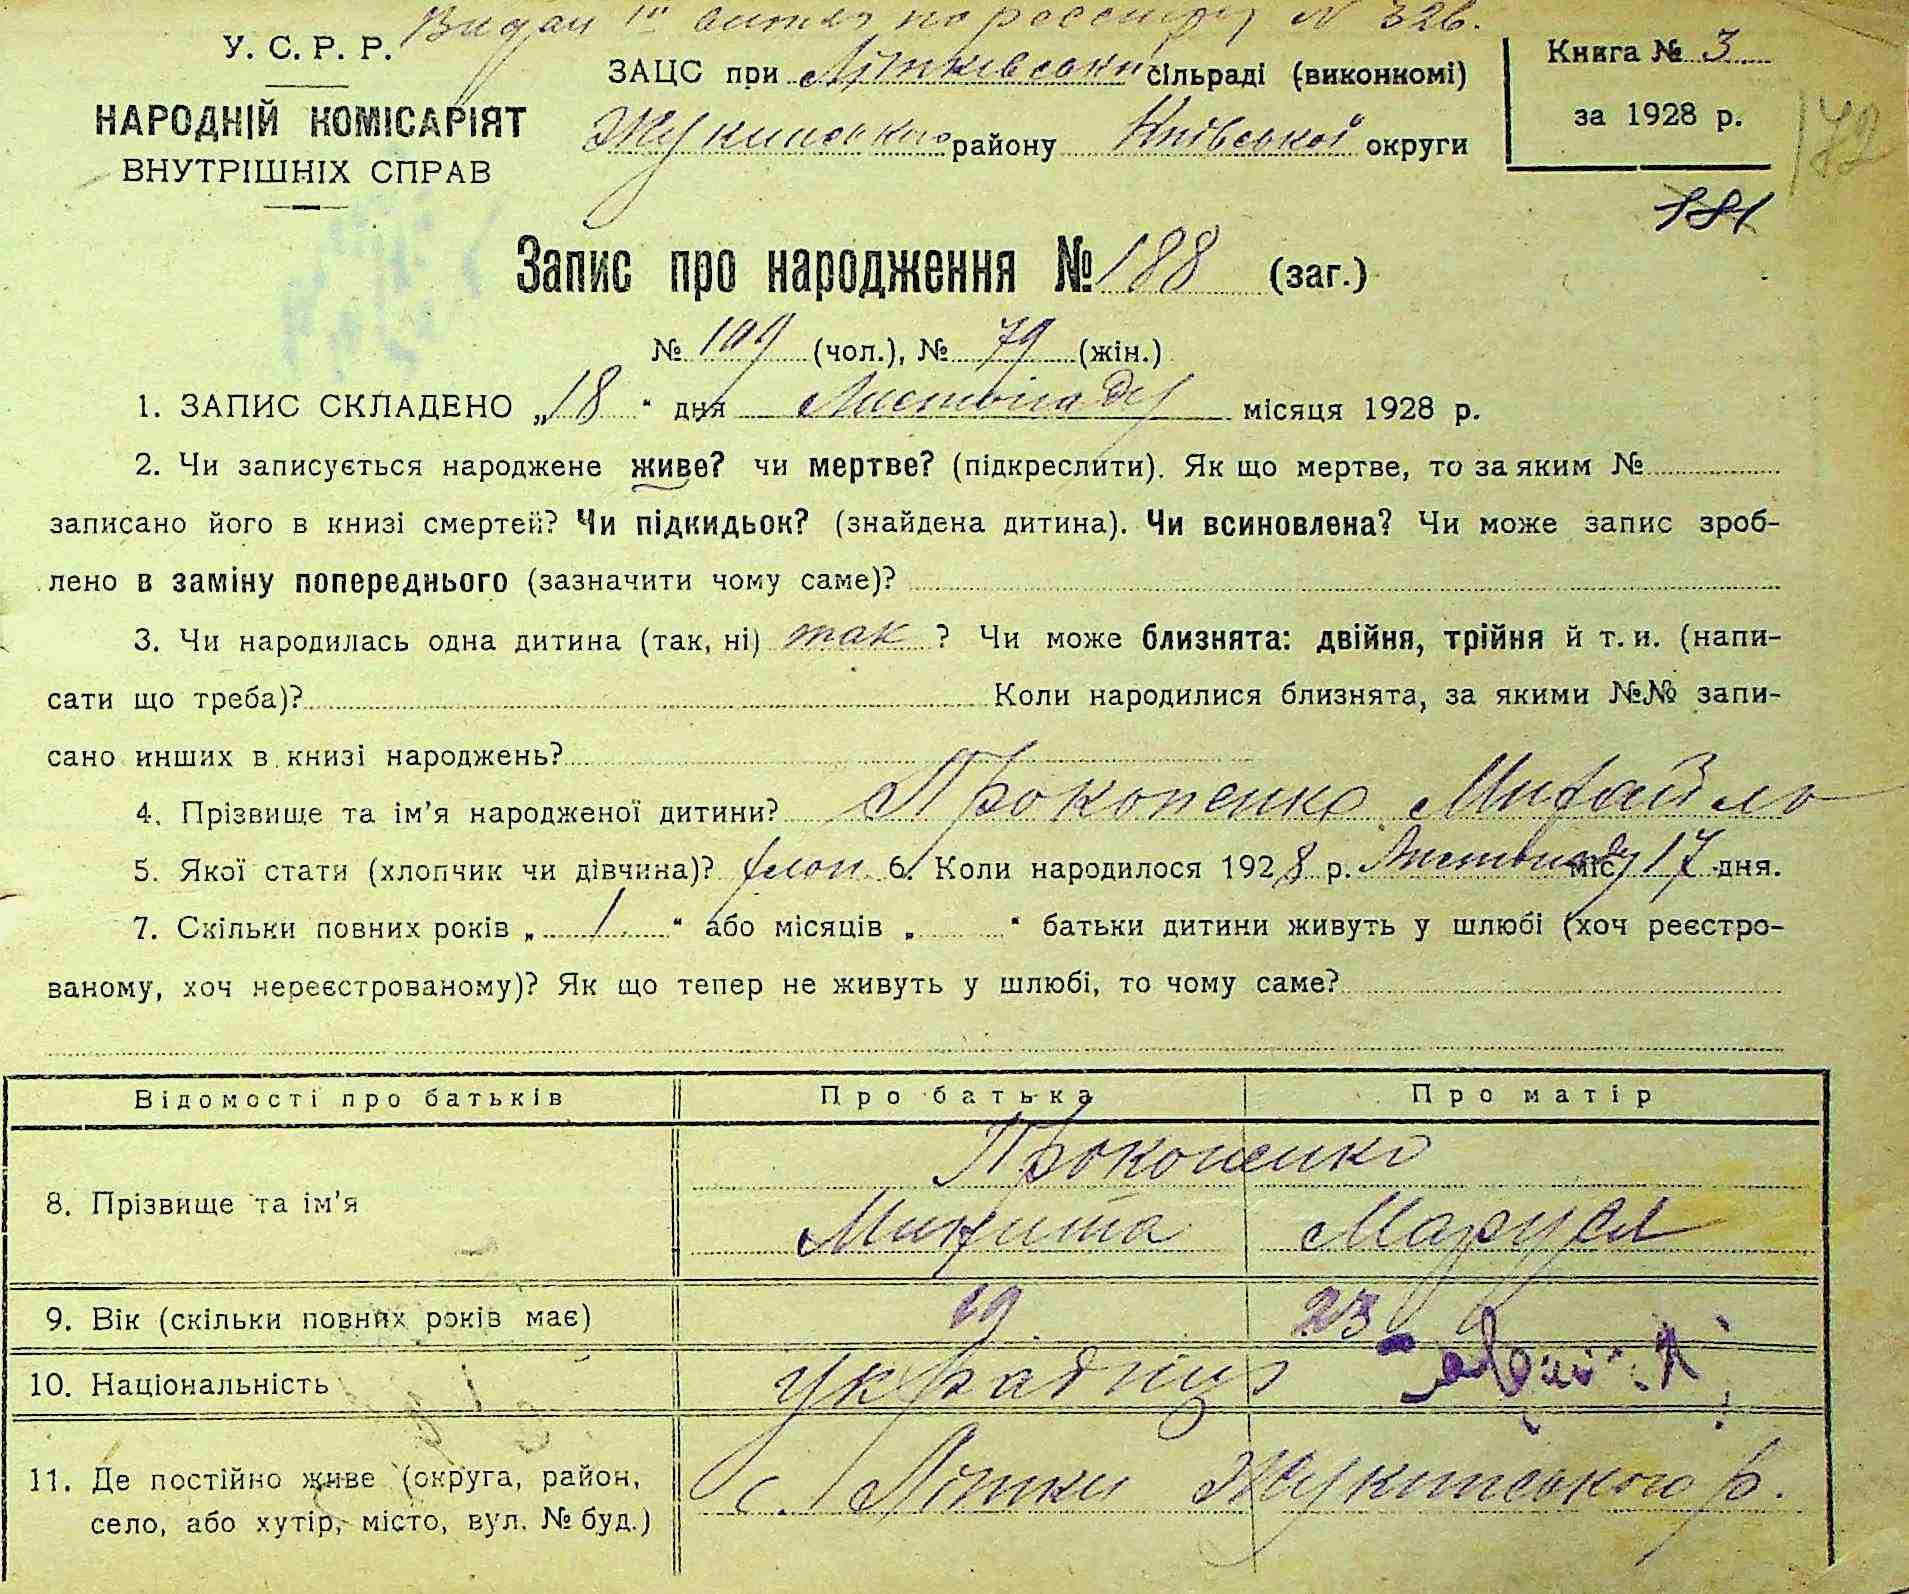 Видан 1й витяг по реєстру N 326.
У. С. Р. Р.
НАРОДНІЙ КОМІСАРІЯТ
ВНУТРІШНІХ СПРАВ
ЗАЦС при Літківській сільраді (виконкомі)
Жукинського району Київської округи
Книга № 3
за 1928 р.
182
181
Запис про народження № 188 (заг.)
№ 109 (чол.), № 79 (жін.)
1. ЗАПИС СКЛАДЕНО „18“ дня Листопаду місяця 1928 р.
2. Чи записується народжене живе? чи мертве? (підкреслити). Як що мертве, то за яким №
записано його в книзі смертей? Чи підкидьок? (знайдена дитина). Чи всиновлена? Чи може запис зроб-
лено в заміну попереднього (зазначити чому саме)?
3. Чи народилась одна дитина (так, ні) так ? Чи може близнята: двійня, трійня й т. и. (напи-
сати що треба)? Коли народилися близнята, за якими №№ запи-
сано инших в книзі народжень?
4. Прізвище та ім’я народженої дитини? Прокопенко Михайло
5. Якої стати (хлопчик чи дівчина)? хлоп. 6. Коли народилося 1928 р. Листопаду міс. 17 дня.
7. Скільки повних років „ 1 “ або місяців „ “ батьки дитини живуть у шлюбі (хоч реєстро-
ваному, хоч нереєстрованому)? Як що тепер не живуть у шлюбі, то чому саме?
Відомості про батьків Про батька Про матір
8. Прізвище та ім’я Прокопенко
Микита Маруся
9. Вік (скільки повних років має) 19 23
10. Національність українці
11. Де постійно живе (округа, район, с. Літки Жукинського р.
село, або хутір, місто, вул. № буд.)